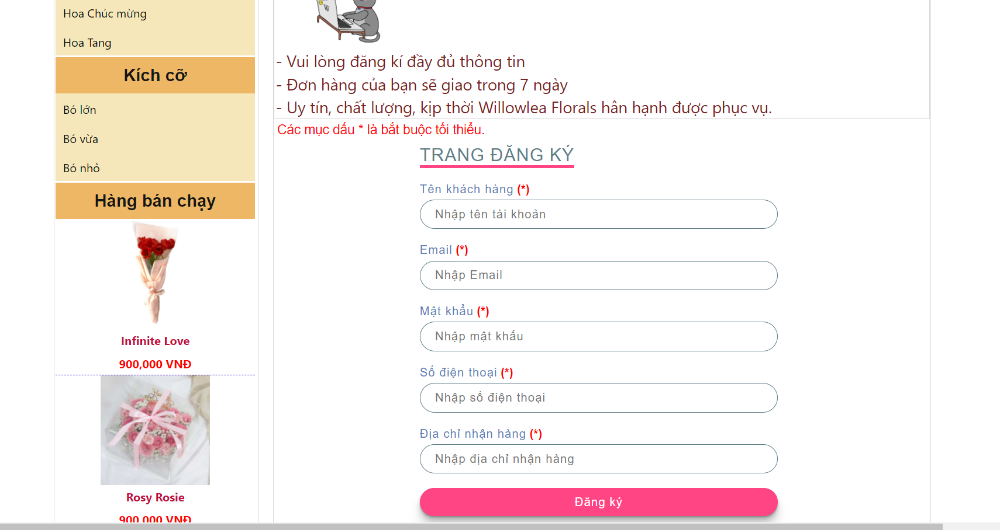 Hoa Chúc mừng
Hoa Tang
Kích cỡ
Bó lớn
Bó vừa
Bó nhỏ
Hàng bán chạy
Infinite Love
900,000 VNĐ
Rosy Rosie
900,000 VNĐ
W
- Vui lòng đăng kí đầy đủ thông tin
- Đơn hàng của bạn sẽ giao trong 7 ngày
- Uy tín, chất lượng, kịp thời Willowlea Florals hân hạnh được phục vụ.
Các mục dấu * là bắt buộc tối thiểu.
TRANG ĐĂNG KÝ
Tên khách hàng (*)
Nhập tên tài khoản
Email (*)
Nhập Email
Mật khẩu (*)
Nhập mật khấu
Số điện thoại (*)
Nhập số điện thoại
Địa chỉ nhận hàng (*)
Nhập địa chỉ nhận hàng
Đăng ký